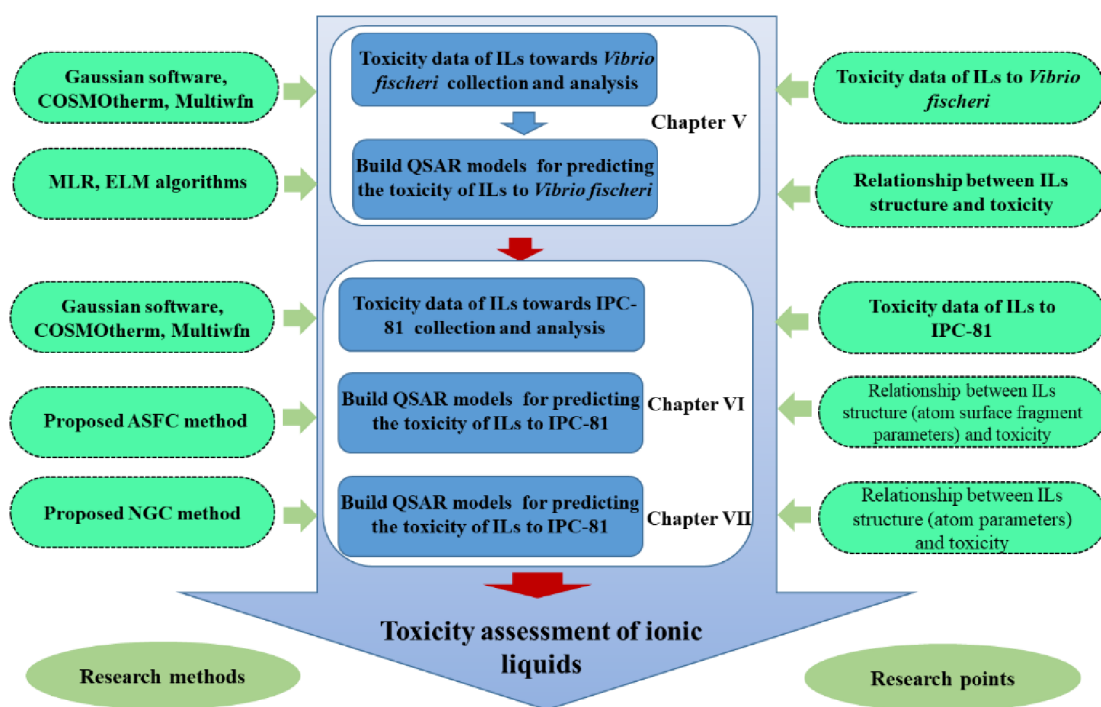 Gaussian software,
COSMOtherm, Multiwfn
MLR, ELM algorithms
Gaussian software,
COSMOtherm, Multiwfn
Proposed ASFC method
Proposed NGC method
Toxicity data of ILs towards Vibrio
fischeri collection and analysis
Chapter V
Build QSAR models for predicting
the toxicity of ILs to Vibrio fischeri
Toxicity data of ILs towards IPC-
81 collection and analysis
Build QSAR models for predicting
the toxicity of ILs to IPC-81
Chapter VI
Build QSAR models for predicting
the toxicity of ILs to IPC-81
Chapter VII
Toxicity data of ILs to Vibrio
fischeri
Relationship between ILs
structure and toxicity
Toxicity data of ILs to
IPC-81
Relationship between ILs
structure (atom surface fragment
parameters) and toxicity
Relationship between ILs
structure (atom parameters)
and toxicity
Toxicity assessment of ionic
liquids
Research methods
Research points